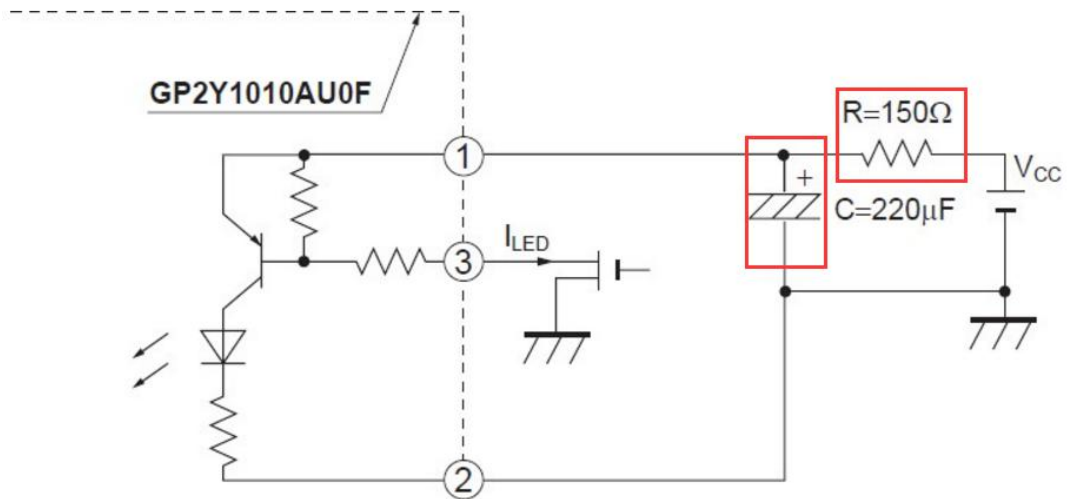 GP2Y1010AU0F
R=150Ω
1
+
VCC
C=220μF
3
ILED
2